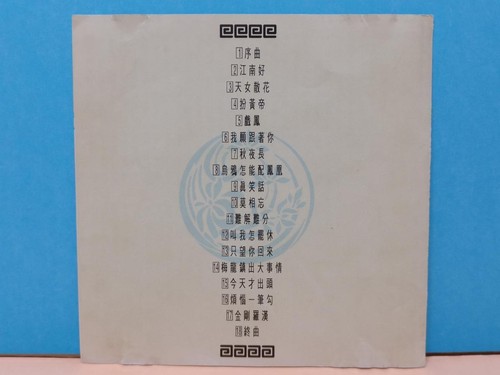 1 序曲
2 江南好
3 天女散花
4 扮黃帝
5 戲鳳
6 我願跟著你
7 秋夜長
8 烏鴉怎能配鳳凰
9 眞笑話
10 莫相忘
11 難解難分
12 叫我怎罷休
13 只望你回來
14 梅龍鎮出大事情
15 今天才出頭
16 煩惱一筆勾
17 金剛羅漢
18 終曲